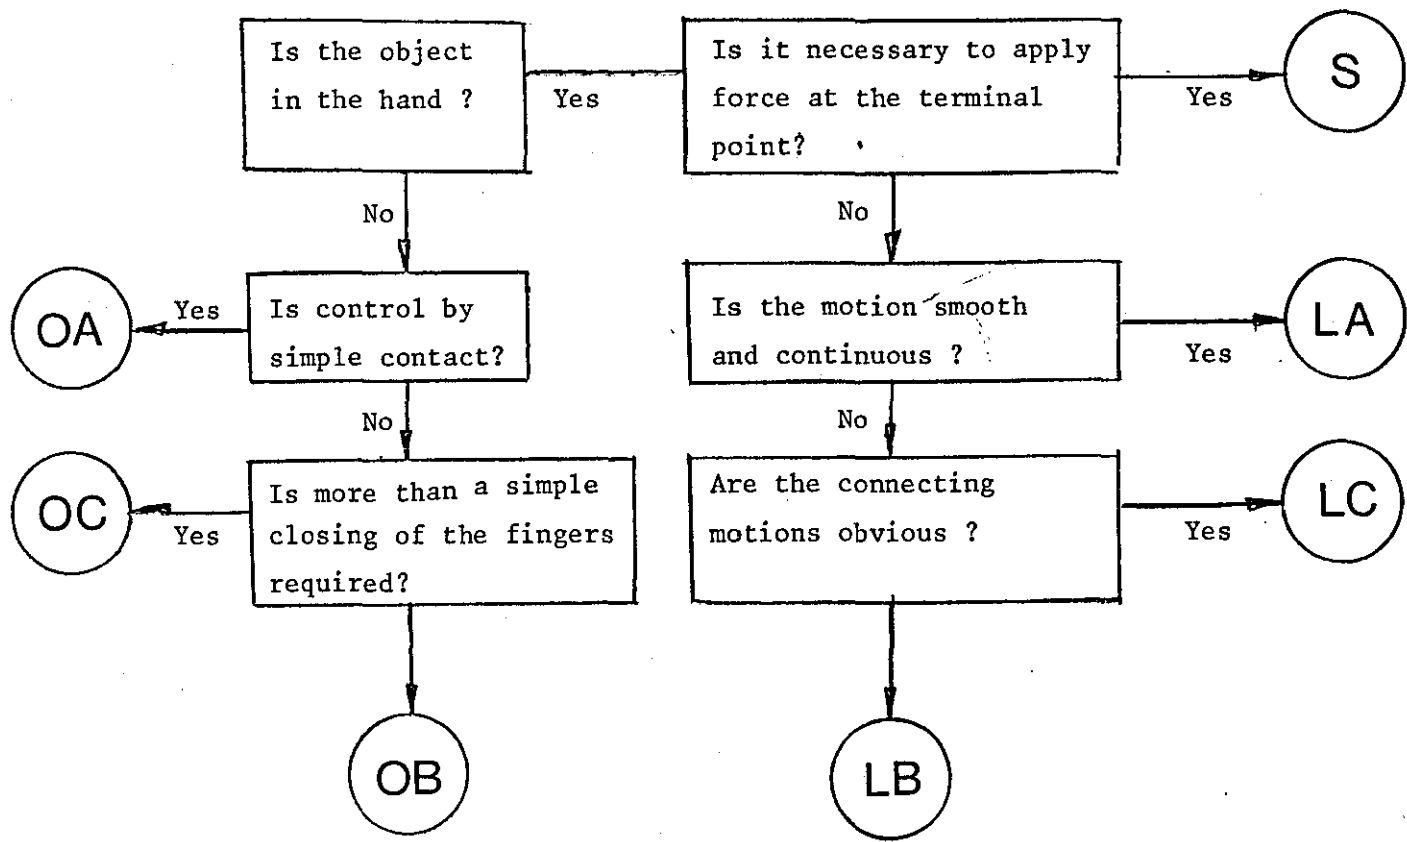 Is the object
in the hand ?
Yes
Is it necessary to apply
force at the terminal
point?
Yes
S
No
No
OA
Yes
Is control by
simple contact?
Is the motion smooth
and continuous ?
Yes
LA
No
No
OC
Yes
Is more than a simple
closing of the fingers
required?
Are the connecting
motions obvious ?
Yes
LC
OB
LB